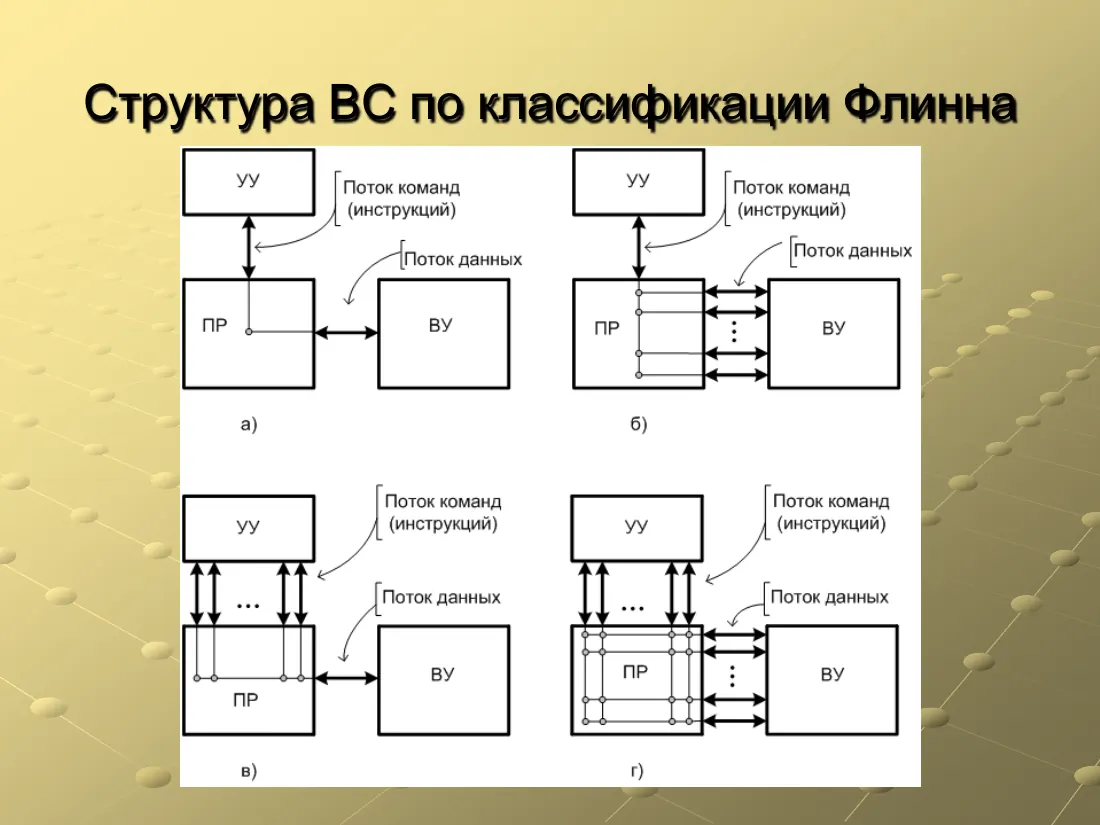 Структура ВС по классификации Флинна
УУ
Поток команд
(инструкций)
Поток данных
ПР
ВУ
а)
УУ
Поток команд
(инструкций)
Поток данных
ПР
...
ВУ
б)
УУ
Поток команд
(инструкций)
...
Поток данных
ПР
ВУ
в)
УУ
Поток команд
(инструкций)
...
Поток данных
ПР
...
ВУ
г)